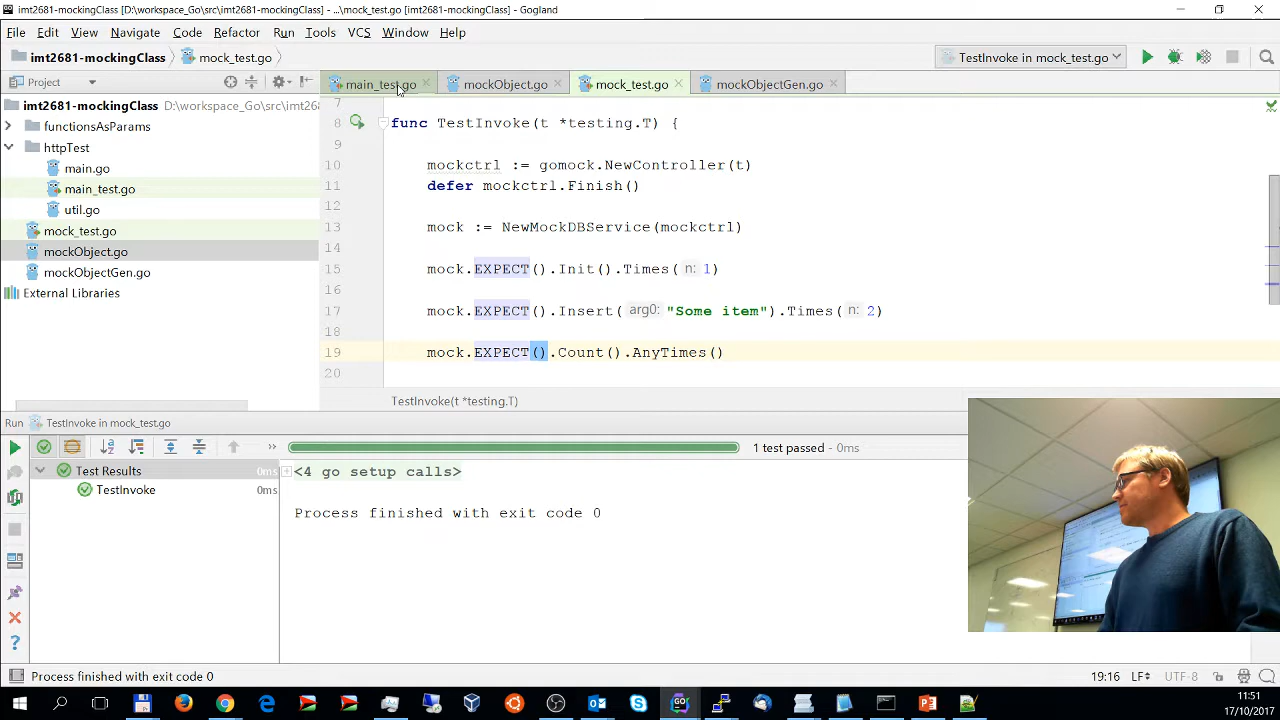 imt2681-mockingClass [D:\workspace_Go\src\imt2681-mockingClass] - ...\mock_test.go [imt2681-mockingClass] - Gogland
File Edit View Navigate Code Refactor Run Tools VCS Window Help
imt2681-mockingClass mock_test.go TestInvoke in mock_test.go
Project main_test.go mockObject.go mock_test.go mockObjectGen.go
imt2681-mockingClass D:\workspace_Go\src\imt26
functionsAsParams
httpTest
main.go
main_test.go
util.go
mock_test.go
mockObject.go
mockObjectGen.go
External Libraries
7
8 func TestInvoke(t *testing.T) {
9
10 mockctrl := gomock.NewController(t)
11 defer mockctrl.Finish()
12
13 mock := NewMockDBService(mockctrl)
14
15 mock.EXPECT().Init().Times( n: 1)
16
17 mock.EXPECT().Insert( arg0: "Some item").Times( n: 2)
18
19 mock.EXPECT().Count().AnyTimes()
20
TestInvoke(t *testing.T)
Run TestInvoke in mock_test.go
1 test passed - 0ms
Test Results 0ms
TestInvoke 0ms
<4 go setup calls>
Process finished with exit code 0
Process finished with exit code 0 19:16 LF UTF-8
11:51
17/10/2017